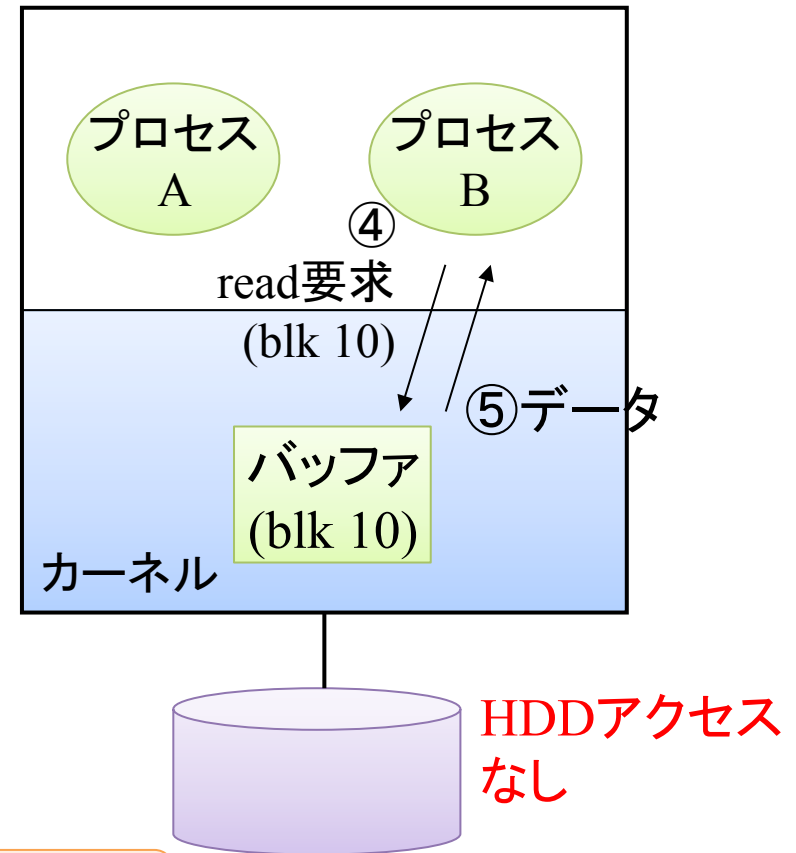 プロセス
A
プロセス
B
④
read要求
(blk 10)
⑤データ
バッファ
(blk 10)
カーネル
HDDアクセス
なし